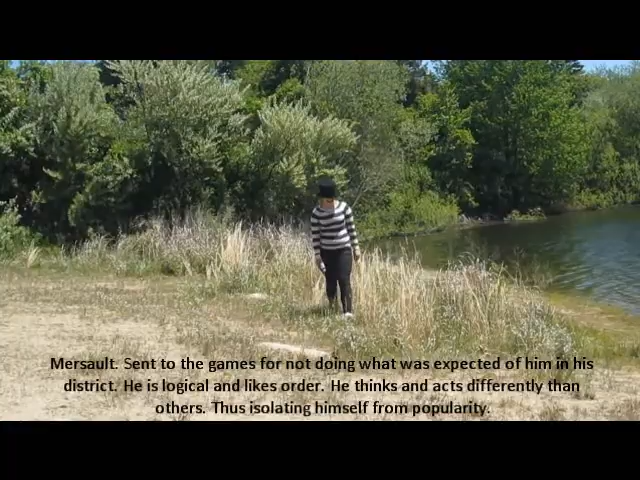 Mersault. Sent to the games for not doing what was expected of him in his
district. He is logical and likes order. He thinks and acts differently than
others. Thus isolating himself from popularity.